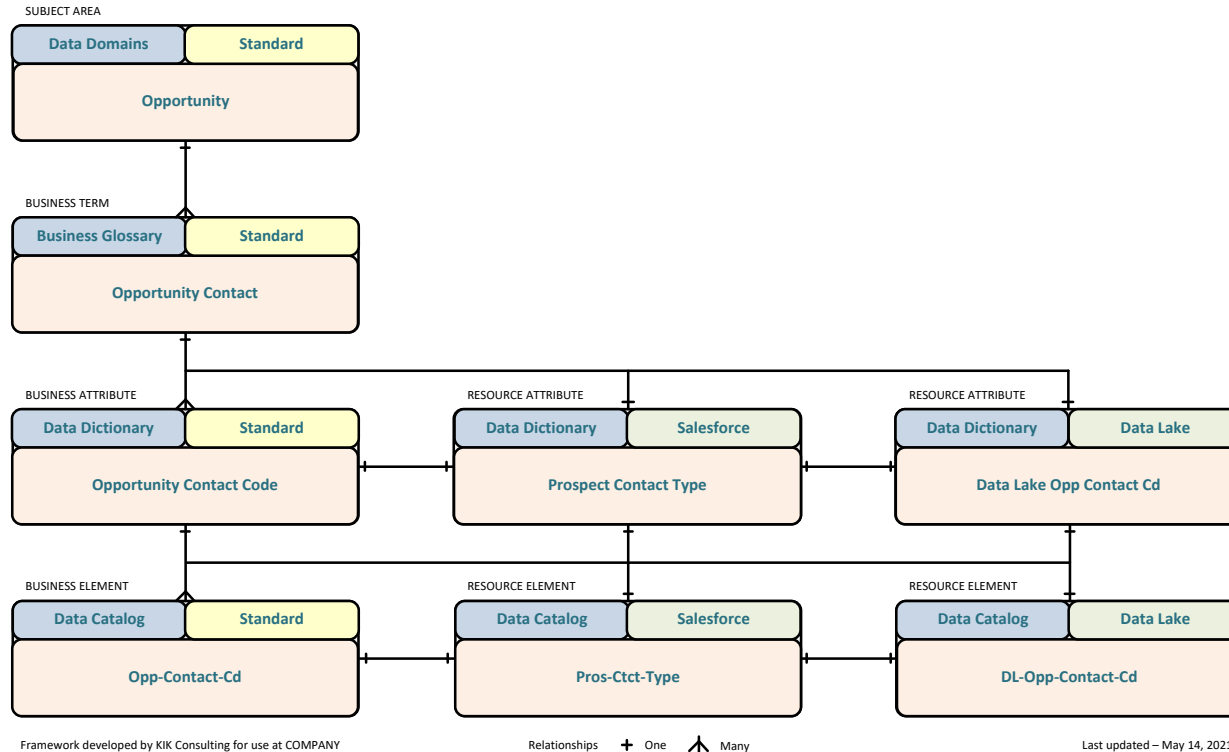 SUBJECT AREA
Data Domains Standard
Opportunity
BUSINESS TERM
Business Glossary Standard
Opportunity Contact
BUSINESS ATTRIBUTE RESOURCE ATTRIBUTE RESOURCE ATTRIBUTE
Data Dictionary Standard Data Dictionary Salesforce Data Dictionary Data Lake
Opportunity Contact Code Prospect Contact Type Data Lake Opp Contact Cd
BUSINESS ELEMENT RESOURCE ELEMENT RESOURCE ELEMENT
Data Catalog Standard Data Catalog Salesforce Data Catalog Data Lake
Opp-Contact-Cd Pros-Ctct-Type DL-Opp-Contact-Cd
Framework developed by KIK Consulting for use at COMPANY Relationships One Many Last updated – May 14, 2021